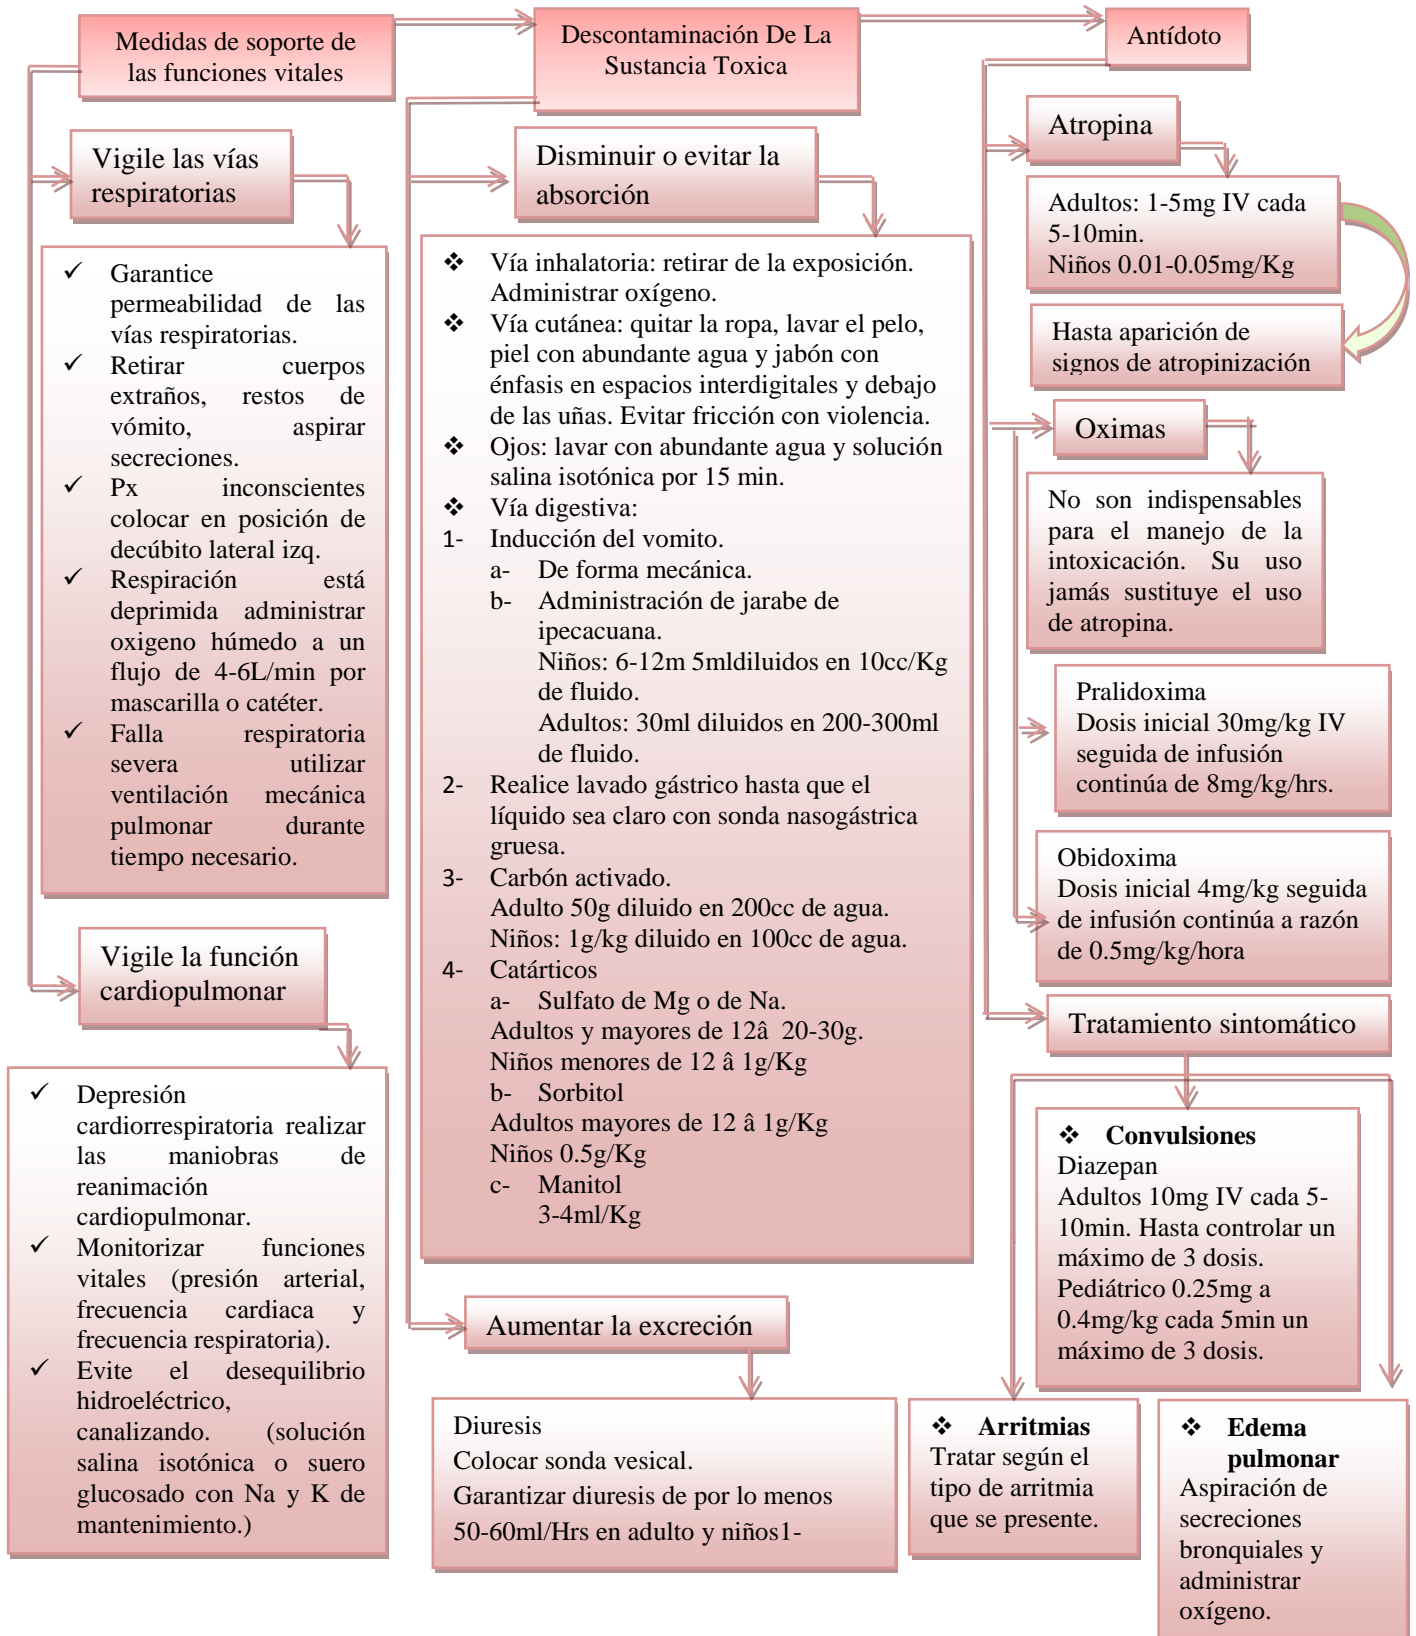 Medidas de soporte de
las funciones vitales
Descontaminación De La
Sustancia Toxica
Antídoto
Vigile las vías
respiratorias
✓ Garantice
permeabilidad de las
vías respiratorias.
✓ Retirar cuerpos
extraños, restos de
vómito, aspirar
secreciones.
✓ Px inconscientes
colocar en posición de
decúbito lateral izq.
✓ Respiración está
deprimida administrar
oxigeno húmedo a un
flujo de 4-6L/min por
mascarilla o catéter.
✓ Falla respiratoria
severa utilizar
ventilación mecánica
pulmonar durante
tiempo necesario.
Vigile la función
cardiopulmonar
✓ Depresión
cardiorrespiratoria realizar
las maniobras de
reanimación
cardiopulmonar.
✓ Monitorizar funciones
vitales (presión arterial,
frecuencia cardiaca y
frecuencia respiratoria).
✓ Evite el desequilibrio
hidroeléctrico,
canalizando. (solución
salina isotónica o suero
glucosado con Na y K de
mantenimiento.)
Disminuir o evitar la
absorción
❖ Vía inhalatoria: retirar de la exposición.
Administrar oxígeno.
❖ Vía cutánea: quitar la ropa, lavar el pelo,
piel con abundante agua y jabón con
énfasis en espacios interdigitales y debajo
de las uñas. Evitar fricción con violencia.
❖ Ojos: lavar con abundante agua y solución
salina isotónica por 15 min.
❖ Vía digestiva:
1- Inducción del vomito.
a- De forma mecánica.
b- Administración de jarabe de
ipecacuana.
Niños: 6-12m 5mldiluidos en 10cc/Kg
de fluido.
Adultos: 30ml diluidos en 200-300ml
de fluido.
2- Realice lavado gástrico hasta que el
líquido sea claro con sonda nasogástrica
gruesa.
3- Carbón activado.
Adulto 50g diluido en 200cc de agua.
Niños: 1g/kg diluido en 100cc de agua.
4- Catárticos
a- Sulfato de Mg o de Na.
Adultos y mayores de 12â 20-30g.
Niños menores de 12 â 1g/Kg
b- Sorbitol
Adultos mayores de 12 â 1g/Kg
Niños 0.5g/Kg
c- Manitol
3-4ml/Kg
Aumentar la excreción
Diuresis
Colocar sonda vesical.
Garantizar diuresis de por lo menos
50-60ml/Hrs en adulto y niños1-
Atropina
Adultos: 1-5mg IV cada
5-10min.
Niños 0.01-0.05mg/Kg
Hasta aparición de
signos de atropinización
Oximas
No son indispensables
para el manejo de la
intoxicación. Su uso
jamás sustituye el uso
de atropina.
Pralidoxima
Dosis inicial 30mg/kg IV
seguida de infusión
continúa de 8mg/kg/hrs.
Obidoxima
Dosis inicial 4mg/kg seguida
de infusión continúa a razón
de 0.5mg/kg/hora
Tratamiento sintomático
❖ Convulsiones
Diazepan
Adultos 10mg IV cada 5-
10min. Hasta controlar un
máximo de 3 dosis.
Pediátrico 0.25mg a
0.4mg/kg cada 5min un
máximo de 3 dosis.
❖ Arritmias
Tratar según el
tipo de arritmia
que se presente.
❖ Edema
pulmonar
Aspiración de
secreciones
bronquiales y
administrar
oxígeno.